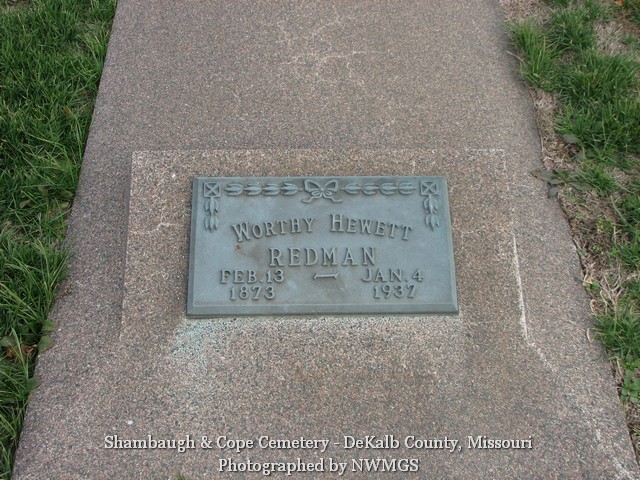 Worthy Hewett
REDMAN
FEB. 13 — JAN. 4
1873 1937
Shambaugh & Cope Cemetery - DeKalb County, Missouri
Photographed by NWMGS